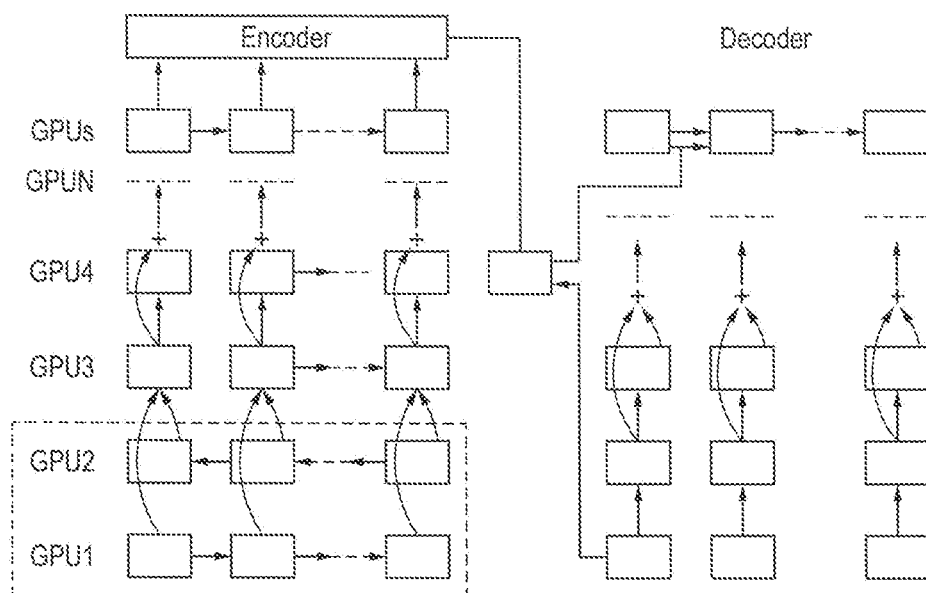 Encoder
Decoder
GPUs
GPUN
+ + +
GPU4
+ + +
GPU3
GPU2
GPU1